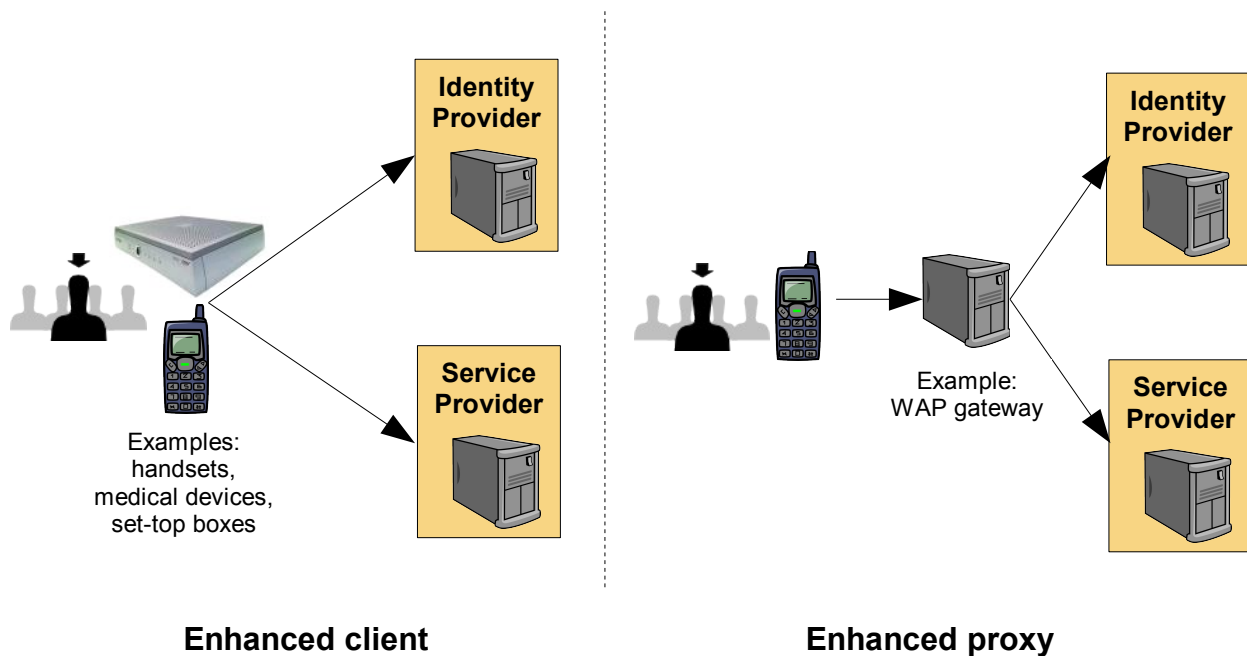 Identity
Provider
Service
Provider
Examples:
handsets,
medical devices,
set-top boxes
Enhanced client
Identity
Provider
Example:
WAP gateway
Service
Provider
Enhanced proxy